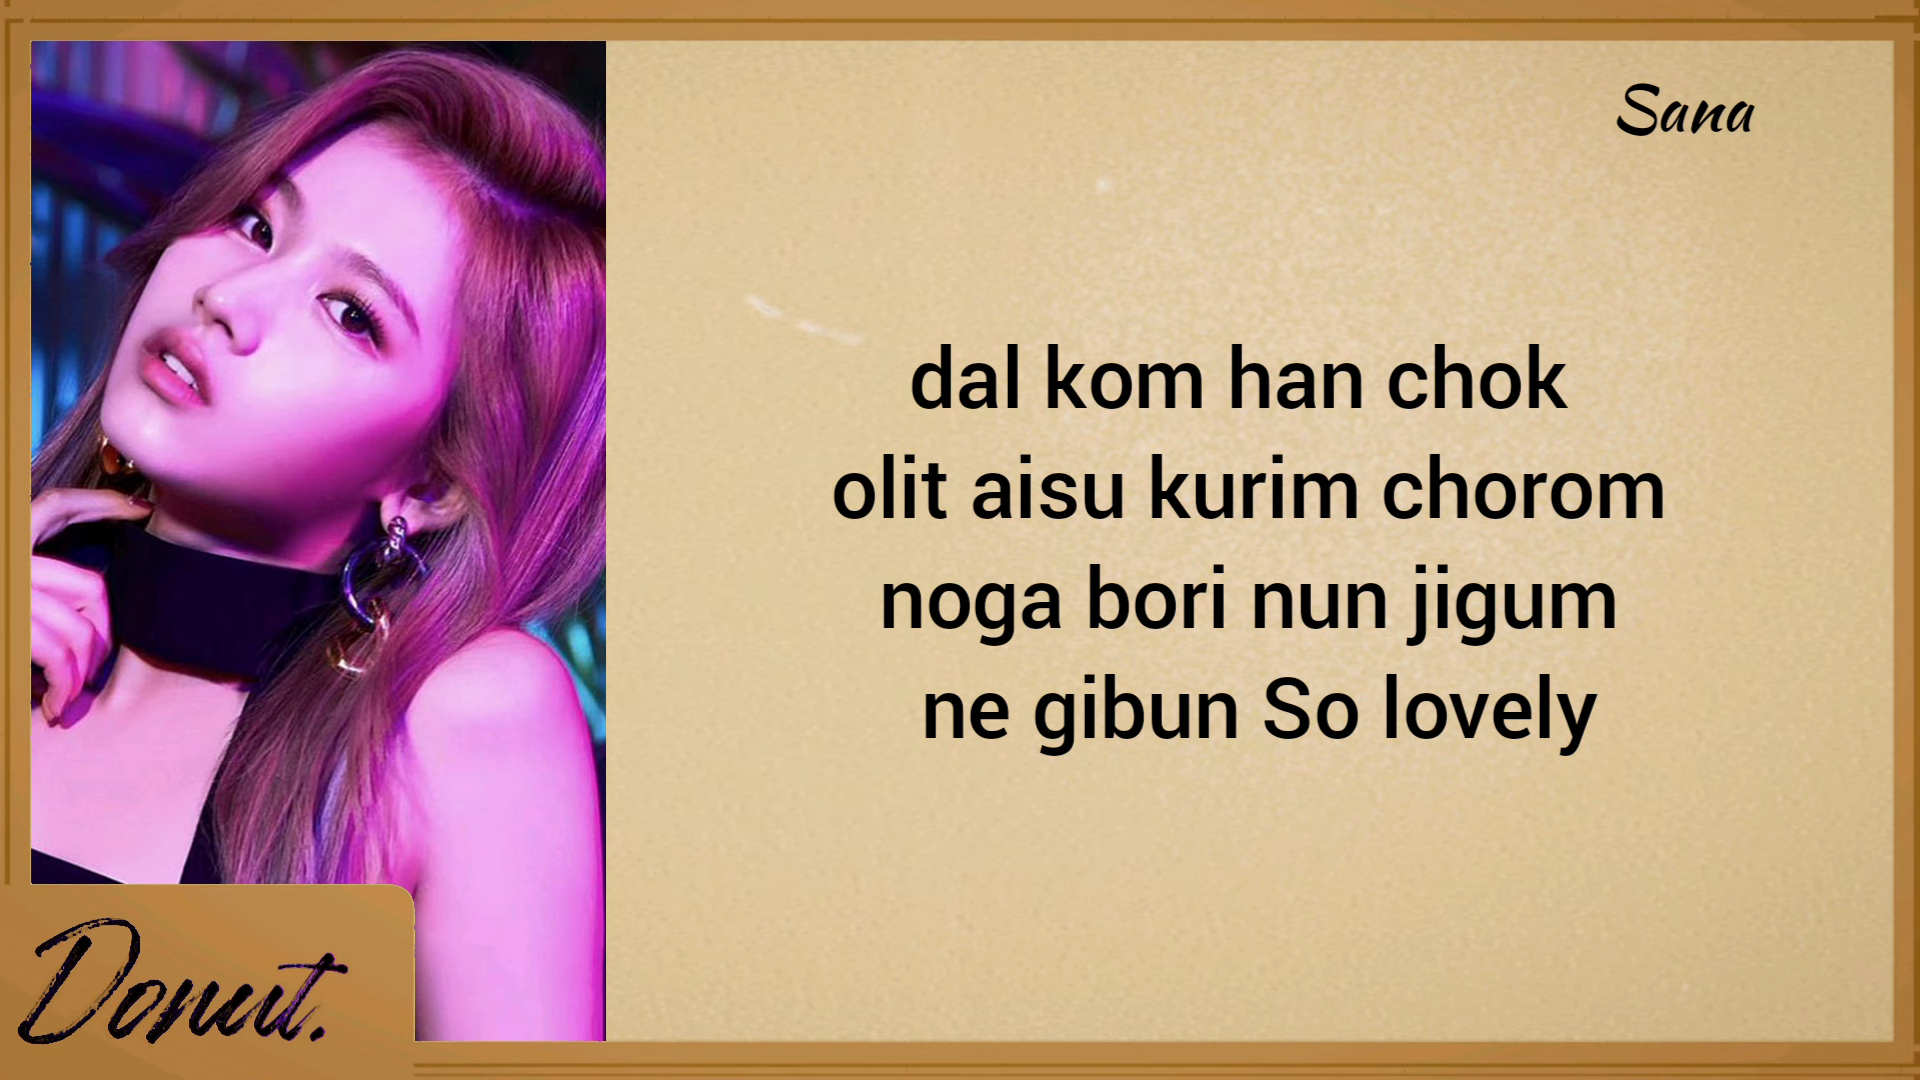 Sana
dal kom han chok
olit aisu kurim chorom
noga bori nun jigum
ne gibun So lovely
Donut.